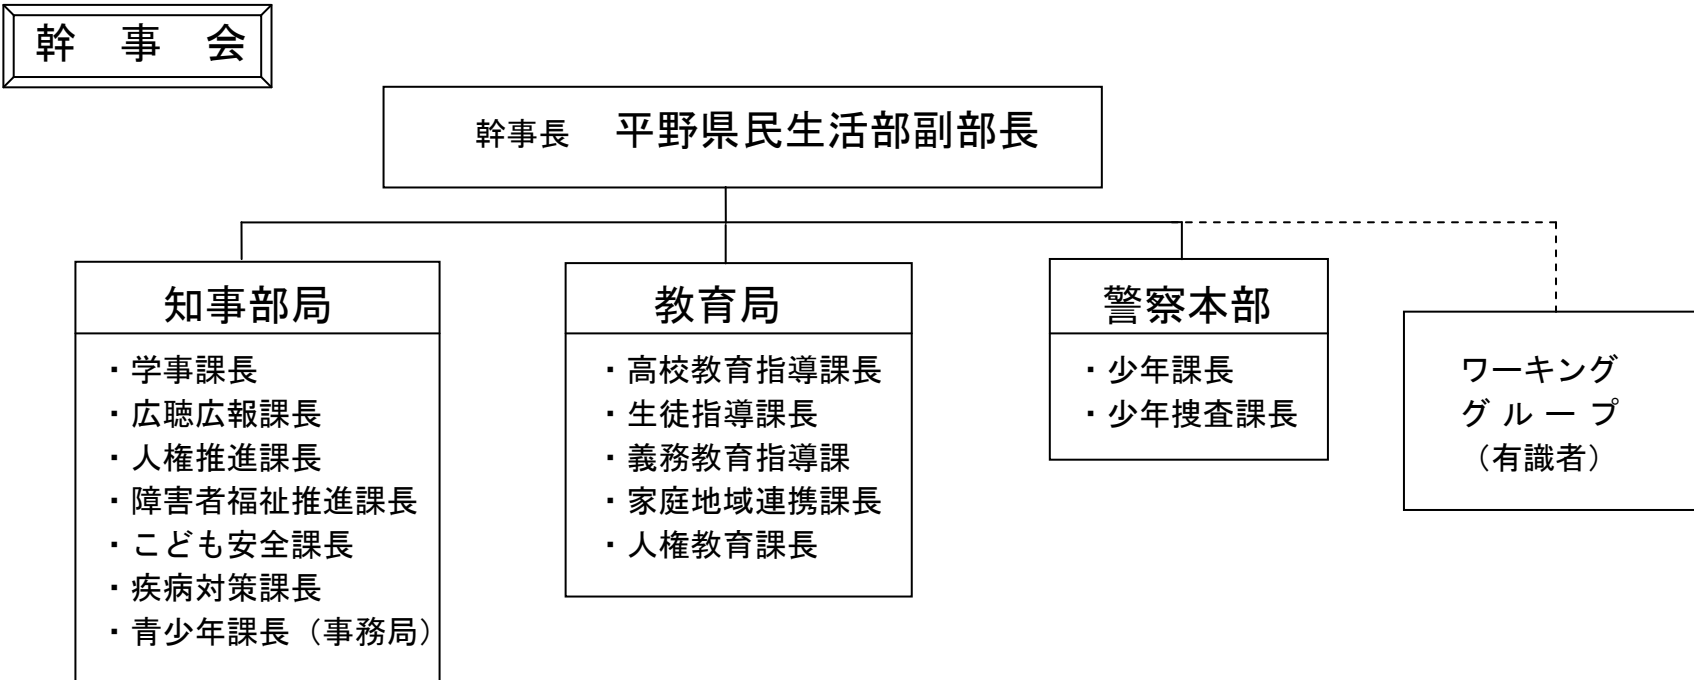 幹　事　会
幹事長　平野県民生活部副部長
知事部局
・学事課長
・広聴広報課長
・人権推進課長
・障害者福祉推進課長
・こども安全課長
・疾病対策課長
・青少年課長（事務局）
教育局
・高校教育指導課長
・生徒指導課長
・義務教育指導課
・家庭地域連携課長
・人権教育課長
警察本部
・少年課長
・少年捜査課長
ワーキング
グループ
（有識者）